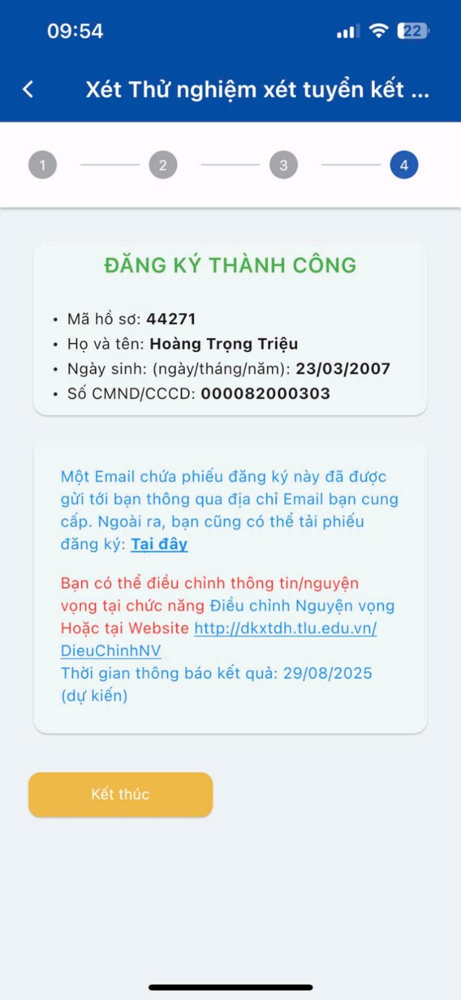 09:54
22
Xét Thử nghiệm xét tuyển kết ...
1
2
3
4
ĐĂNG KÝ THÀNH CÔNG
• Mã hồ sơ: 44271
• Họ và tên: Hoàng Trọng Triệu
• Ngày sinh: (ngày/tháng/năm): 23/03/2007
• Số CMND/CCCD: 000082000303
Một Email chứa phiếu đăng ký này đã được
gửi tới bạn thông qua địa chỉ Email bạn cung
cấp. Ngoài ra, bạn cũng có thể tải phiếu
đăng ký: Tại đây
Bạn có thể điều chỉnh thông tin/nguyện
vọng tại chức năng Điều chỉnh Nguyện vọng
Hoặc tại Website http://dkxtdh.tlu.edu.vn/
DieuChinhNV
Thời gian thông báo kết quả: 29/08/2025
(dự kiến)
Kết thúc